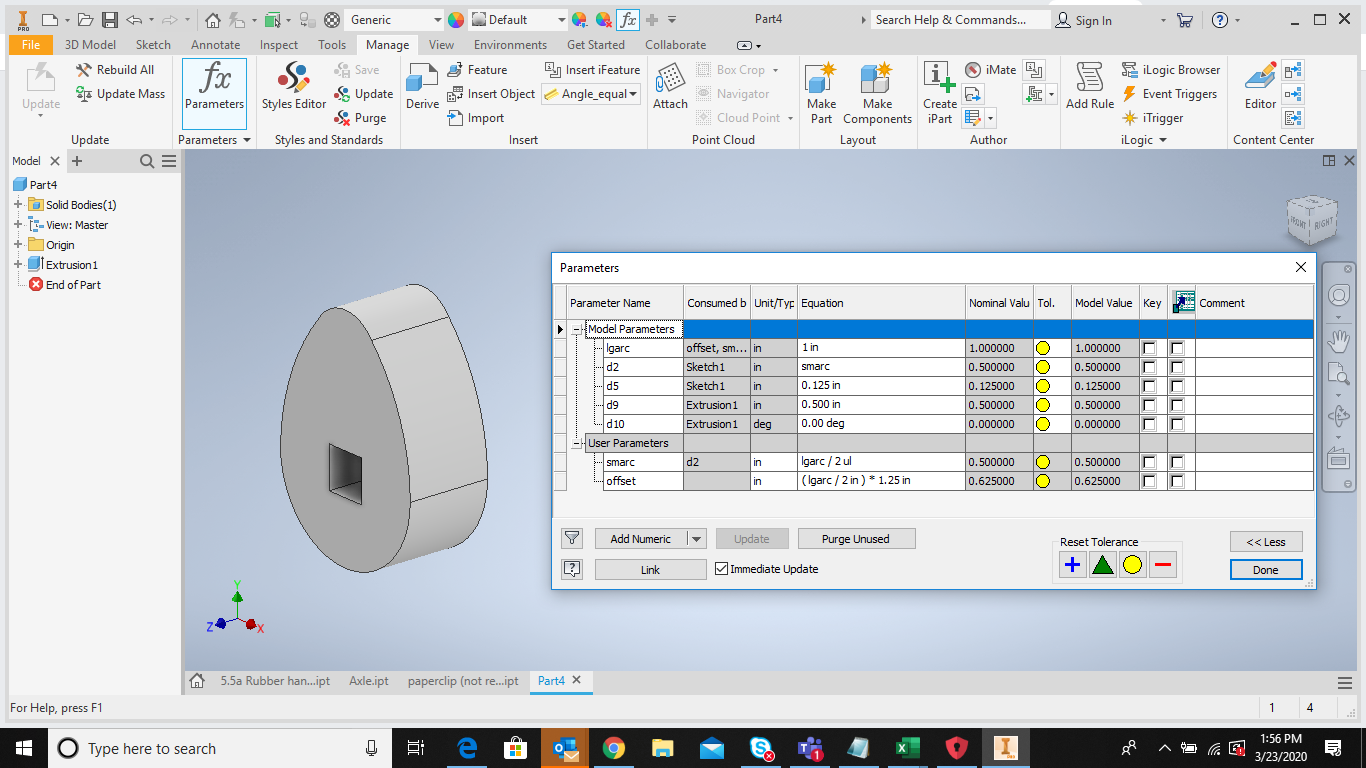 I PRO Generic Default fx Part4 Search Help & Commands... Sign In ?
File 3D Model Sketch Annotate Inspect Tools Manage View Environments Get Started Collaborate
Update
Rebuild All
Update Mass
Update
fx
Parameters
Parameters
Styles Editor
Save
Update
Purge
Styles and Standards
Derive
Feature
Insert Object
Import
Insert iFeature
Angle_equal
Insert
Attach
Box Crop
Navigator
Cloud Point
Point Cloud
Make Part
Make Components
Layout
Create iPart
iMate
Author
Add Rule
iLogic Browser
Event Triggers
iTrigger
iLogic
Editor
Content Center
Model
Part4
Solid Bodies(1)
View: Master
Origin
Extrusion1
End of Part
FRONT RIGHT
Y
Z
X
Parameters
Parameter Name Consumed b Unit/Typ Equation Nominal Valu Tol. Model Value Key Comment
Model Parameters
lgarc offset, sm... in 1 in 1.000000 1.000000
d2 Sketch1 in smarc 0.500000 0.500000
d5 Sketch1 in 0.125 in 0.125000 0.125000
d9 Extrusion1 in 0.500 in 0.500000 0.500000
d10 Extrusion1 deg 0.00 deg 0.000000 0.000000
User Parameters
smarc d2 in lgarc / 2 ul 0.500000 0.500000
offset in ( lgarc / 2 in ) * 1.25 in 0.625000 0.625000
Add Numeric Update Purge Unused
Link Immediate Update
Reset Tolerance
<< Less
Done
5.5a Rubber han...ipt Axle.ipt paperclip (not re...ipt Part4
For Help, press F1 1 4
Type here to search
1
1:56 PM
3/23/2020